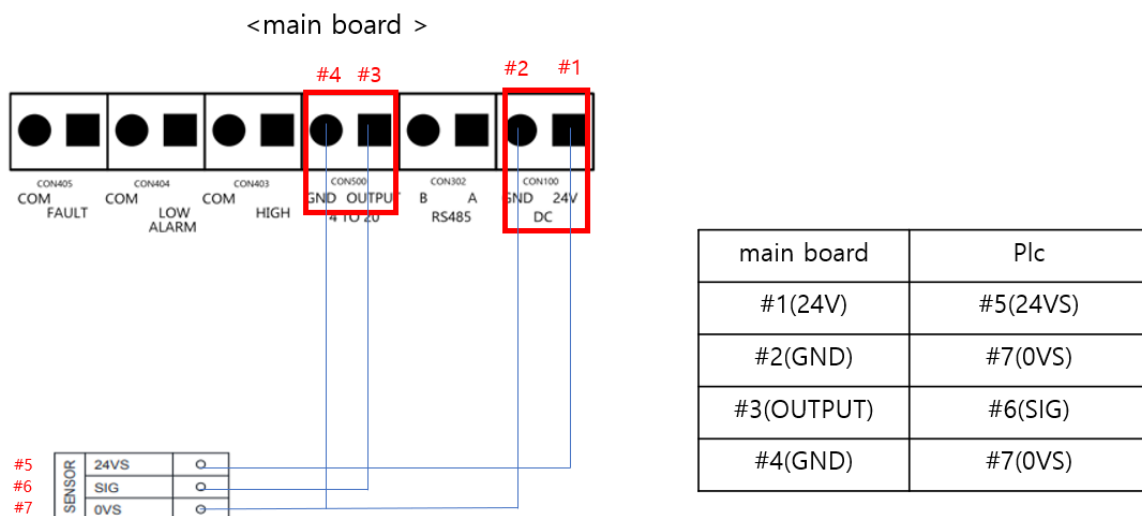 <main board >
#4 #3 #2 #1
CON405 CON404 CON403 CON500 CON302 CON100
COM COM COM GND OUTPUT B A GND 24V
FAULT LOW HIGH 4 TO 20 RS485 DC
ALARM
main board Plc
#1(24V) #5(24VS)
#2(GND) #7(0VS)
#3(OUTPUT) #6(SIG)
#4(GND) #7(0VS)
SENSOR
#5 24VS
#6 SIG
#7 0VS